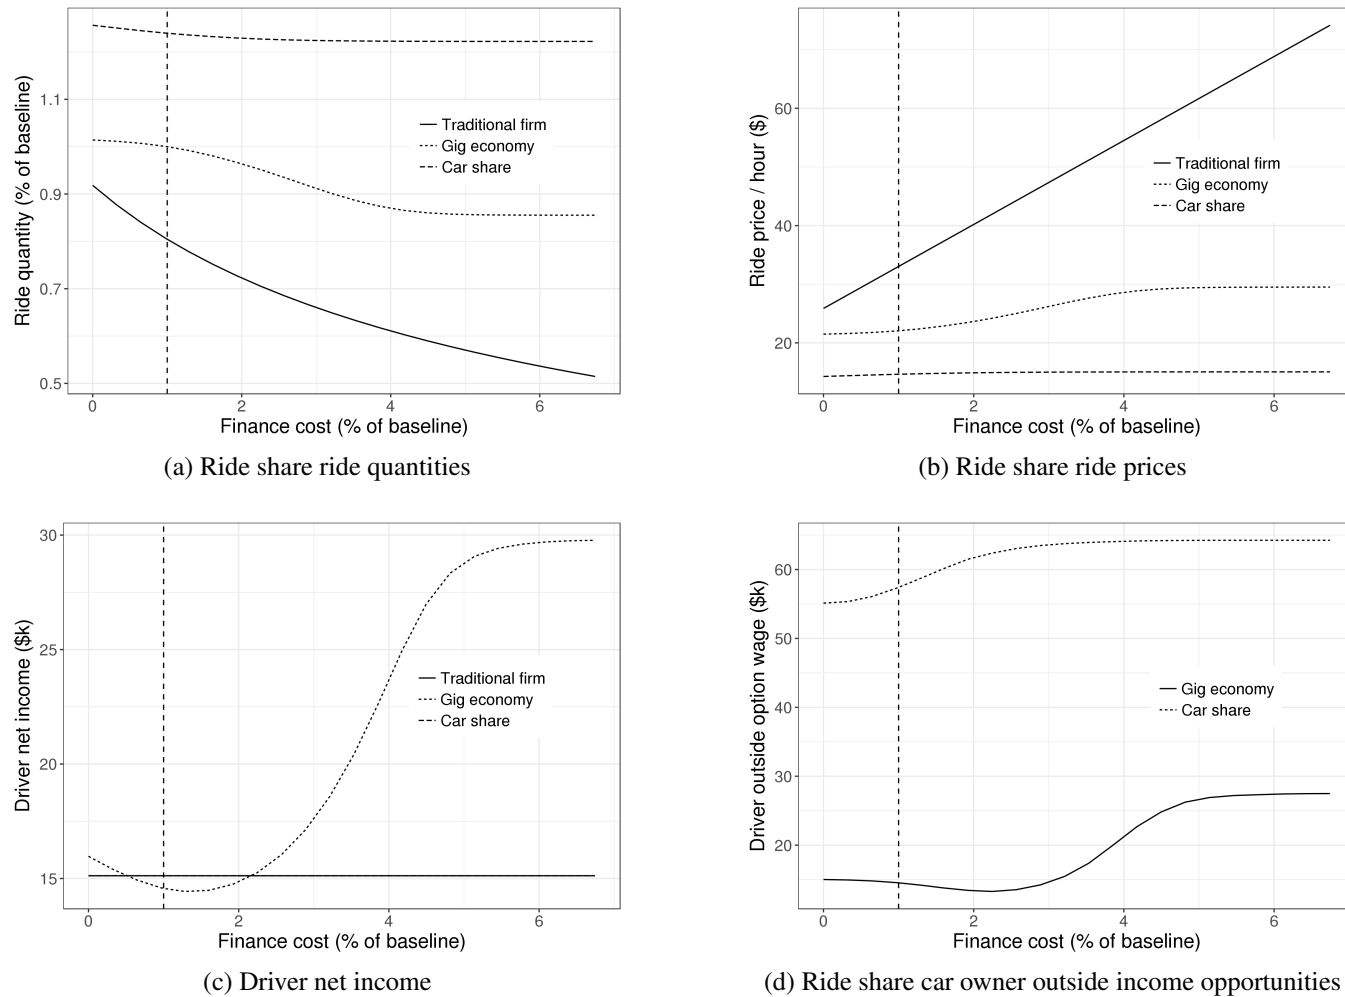 Ride quantity (% of baseline)
1.1
0.9
0.7
0.5
Traditional firm
Gig economy
Car share
0 2 4 6
Finance cost (% of baseline)
(a) Ride share ride quantities
Ride price / hour ($)
60
40
20
Traditional firm
Gig economy
Car share
0 2 4 6
Finance cost (% of baseline)
(b) Ride share ride prices
Driver net income ($k)
30
25
20
15
Traditional firm
Gig economy
Car share
0 2 4 6
Finance cost (% of baseline)
(c) Driver net income
Driver outside option wage ($k)
60
50
40
30
20
Gig economy
Car share
0 2 4 6
Finance cost (% of baseline)
(d) Ride share car owner outside income opportunities